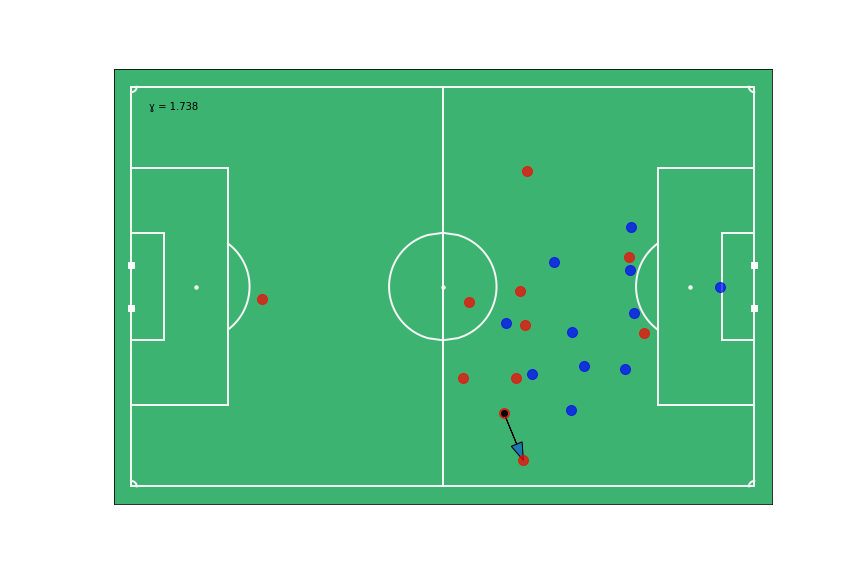 ɣ = 1.738